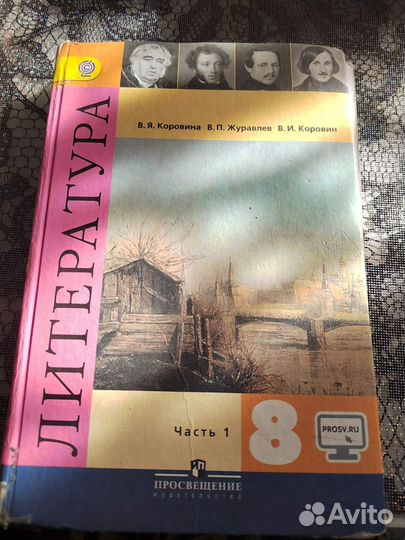 В.Я. Коровина В.П. Журавлев В.И. Коровин
ЛИТЕРАТУРА
Часть 1
8
PROSV.RU
ПРОСВЕЩЕНИЕ
ИЗДАТЕЛЬСТВО
Avito